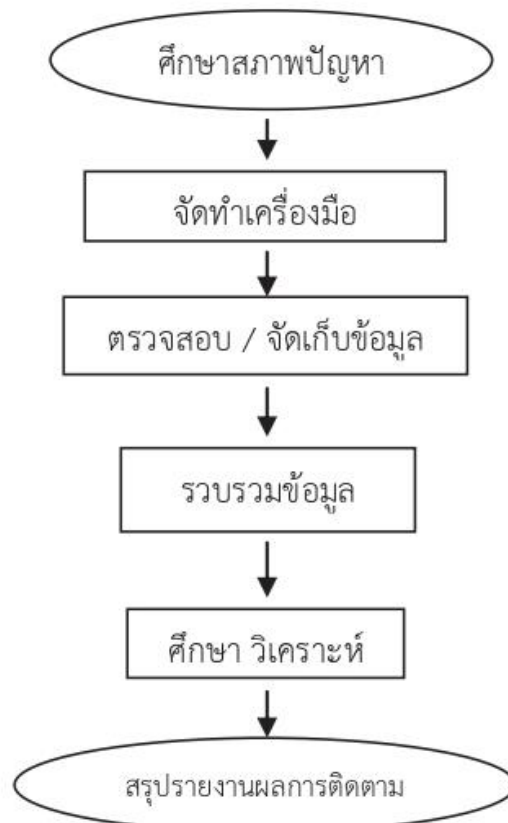 ศึกษาสภาพปัญหา
จัดทำเครื่องมือ
ตรวจสอบ / จัดเก็บข้อมูล
รวบรวมข้อมูล
ศึกษา วิเคราะห์
สรุปรายงานผลการติดตาม